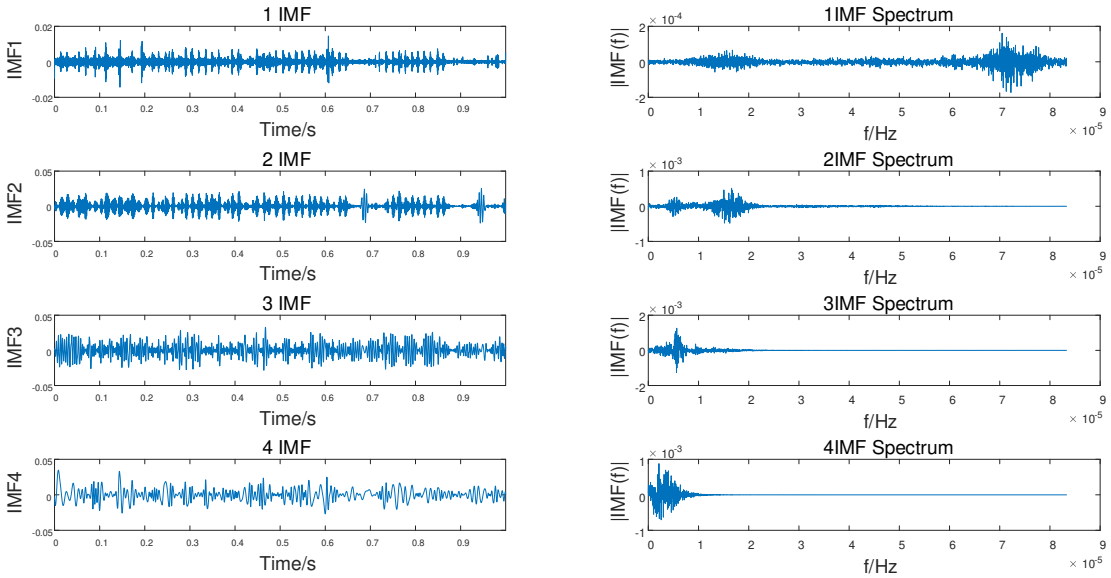 1 IMF
IMF1
0.02
0
-0.02
0 0.1 0.2 0.3 0.4 0.5 0.6 0.7 0.8 0.9
Time/s
1IMF Spectrum
× 10-4
|IMF(f)|
2
0
-2
0 1 2 3 4 5 6 7 8 9
f/Hz
× 10-5
2 IMF
IMF2
0.05
0
-0.05
0 0.1 0.2 0.3 0.4 0.5 0.6 0.7 0.8 0.9
Time/s
2IMF Spectrum
× 10-3
|IMF(f)|
1
0
-1
0 1 2 3 4 5 6 7 8 9
f/Hz
× 10-5
3 IMF
IMF3
0.05
0
-0.05
0 0.1 0.2 0.3 0.4 0.5 0.6 0.7 0.8 0.9
Time/s
3IMF Spectrum
× 10-3
|IMF(f)|
2
0
-2
0 1 2 3 4 5 6 7 8 9
f/Hz
× 10-5
4 IMF
IMF4
0.05
0
-0.05
0 0.1 0.2 0.3 0.4 0.5 0.6 0.7 0.8 0.9
Time/s
4IMF Spectrum
× 10-3
|IMF(f)|
1
0
-1
0 1 2 3 4 5 6 7 8 9
f/Hz
× 10-5